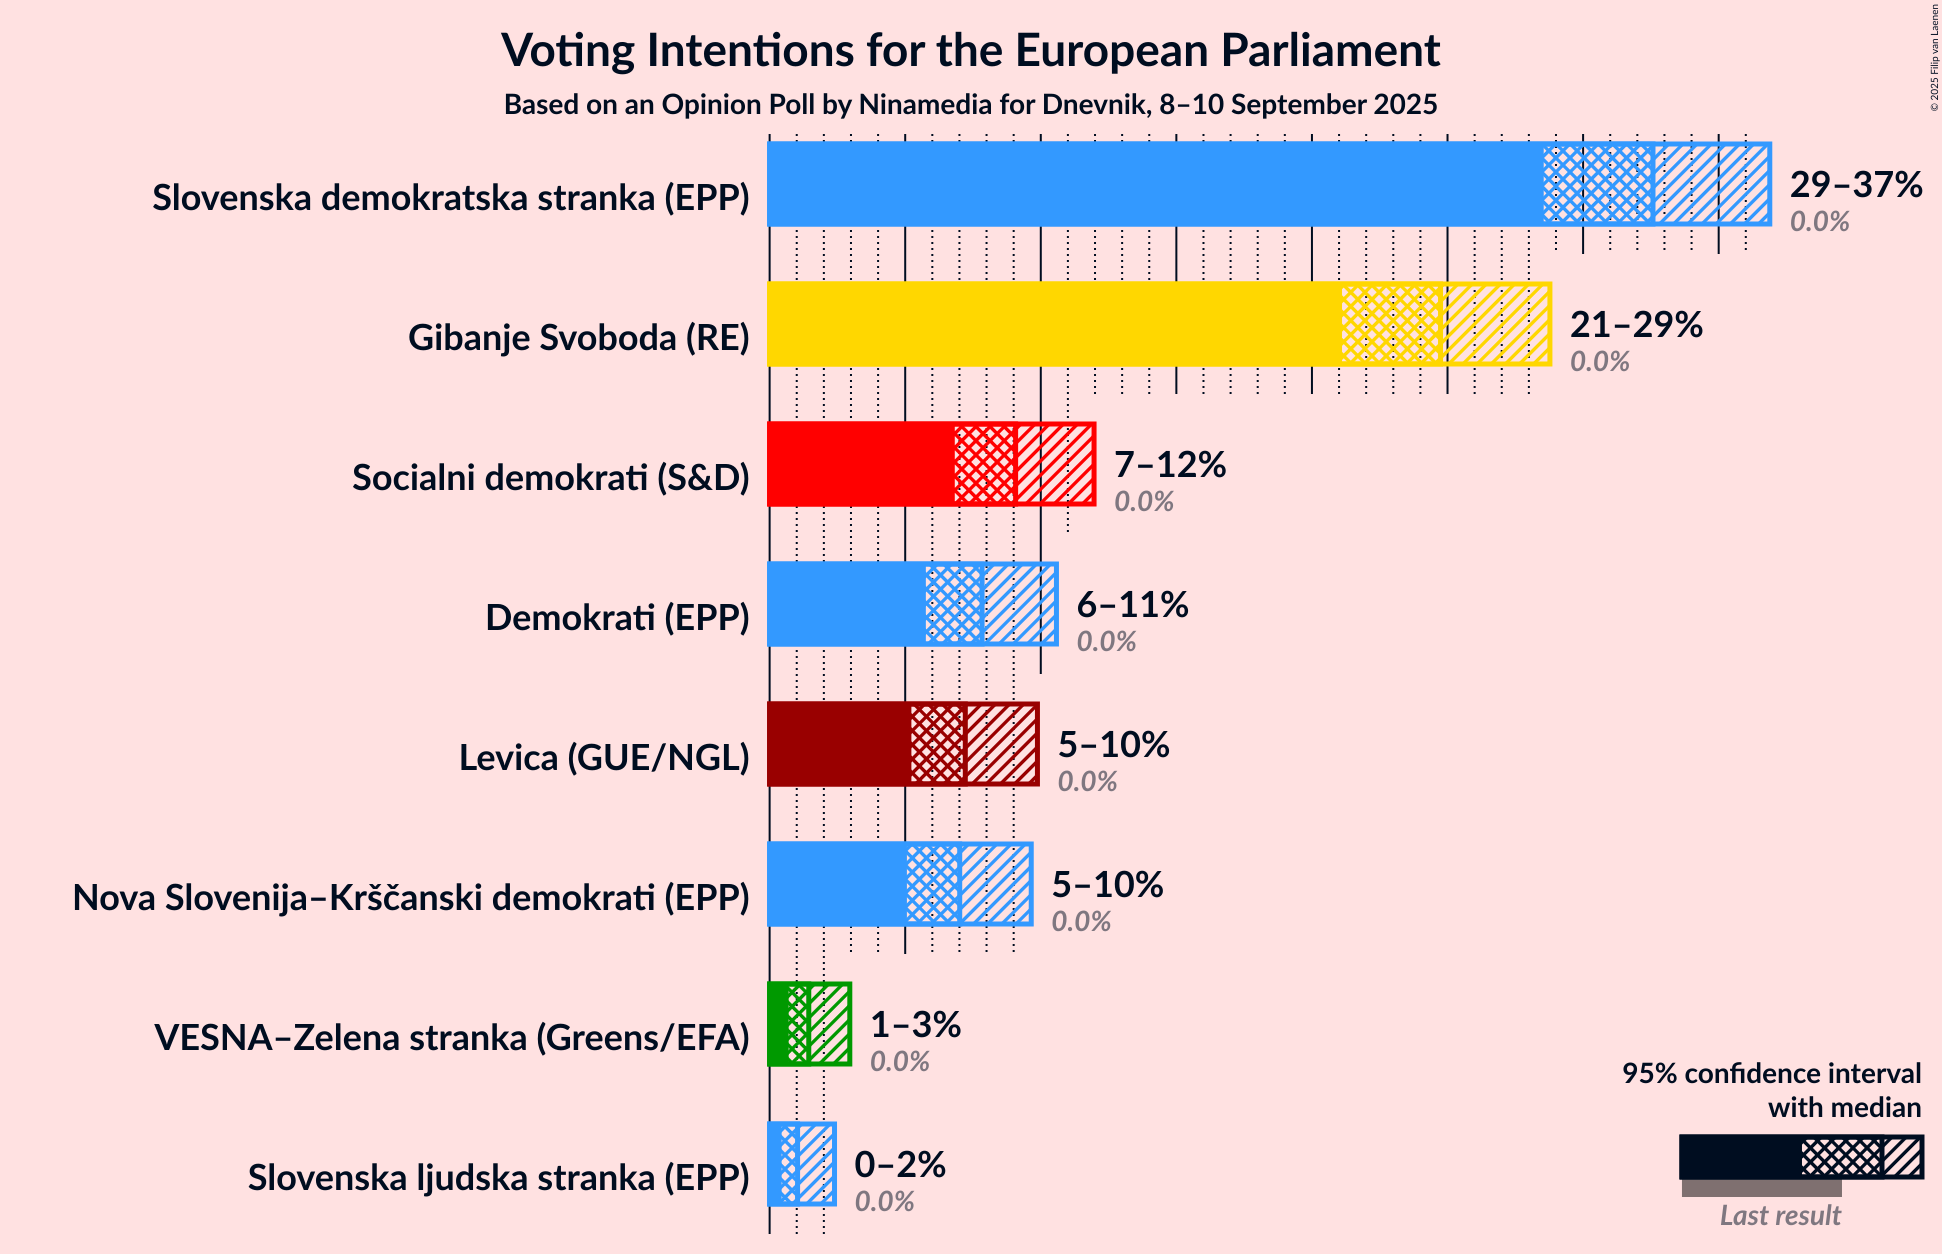 Voting Intentions for the European Parliament
Based on an Opinion Poll by Ninamedia for Dnevnik, 8–10 September 2025
© 2025 Filip van Laenen
Slovenska demokratska stranka (EPP)
29–37%
0.0%
Gibanje Svoboda (RE)
21–29%
0.0%
Socialni demokrati (S&D)
7–12%
0.0%
Demokrati (EPP)
6–11%
0.0%
Levica (GUE/NGL)
5–10%
0.0%
Nova Slovenija–Krščanski demokrati (EPP)
5–10%
0.0%
VESNA–Zelena stranka (Greens/EFA)
1–3%
0.0%
Slovenska ljudska stranka (EPP)
0–2%
0.0%
95% confidence interval
with median
Last result